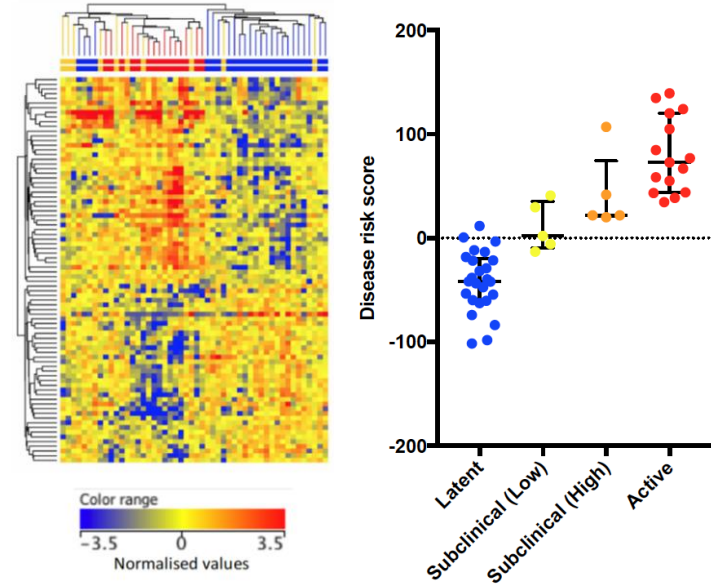 Color range
−3.5 0 3.5
Normalised values
Disease risk score
200
100
0
-100
-200
Latent
Subclinical (Low)
Subclinical (High)
Active